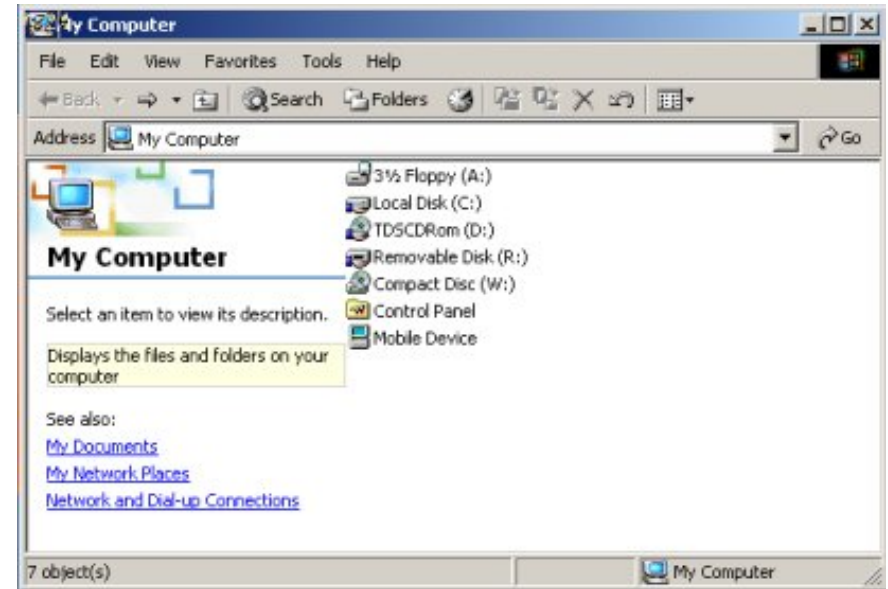 My Computer
File Edit View Favorites Tools Help
Back Search Folders
Address My Computer Go
My Computer
Select an item to view its description.
Displays the files and folders on your
computer
See also:
My Documents
My Network Places
Network and Dial-up Connections
3½ Floppy (A:)
Local Disk (C:)
TDSCDRom (D:)
Removable Disk (R:)
Compact Disc (W:)
Control Panel
Mobile Device
7 object(s) My Computer